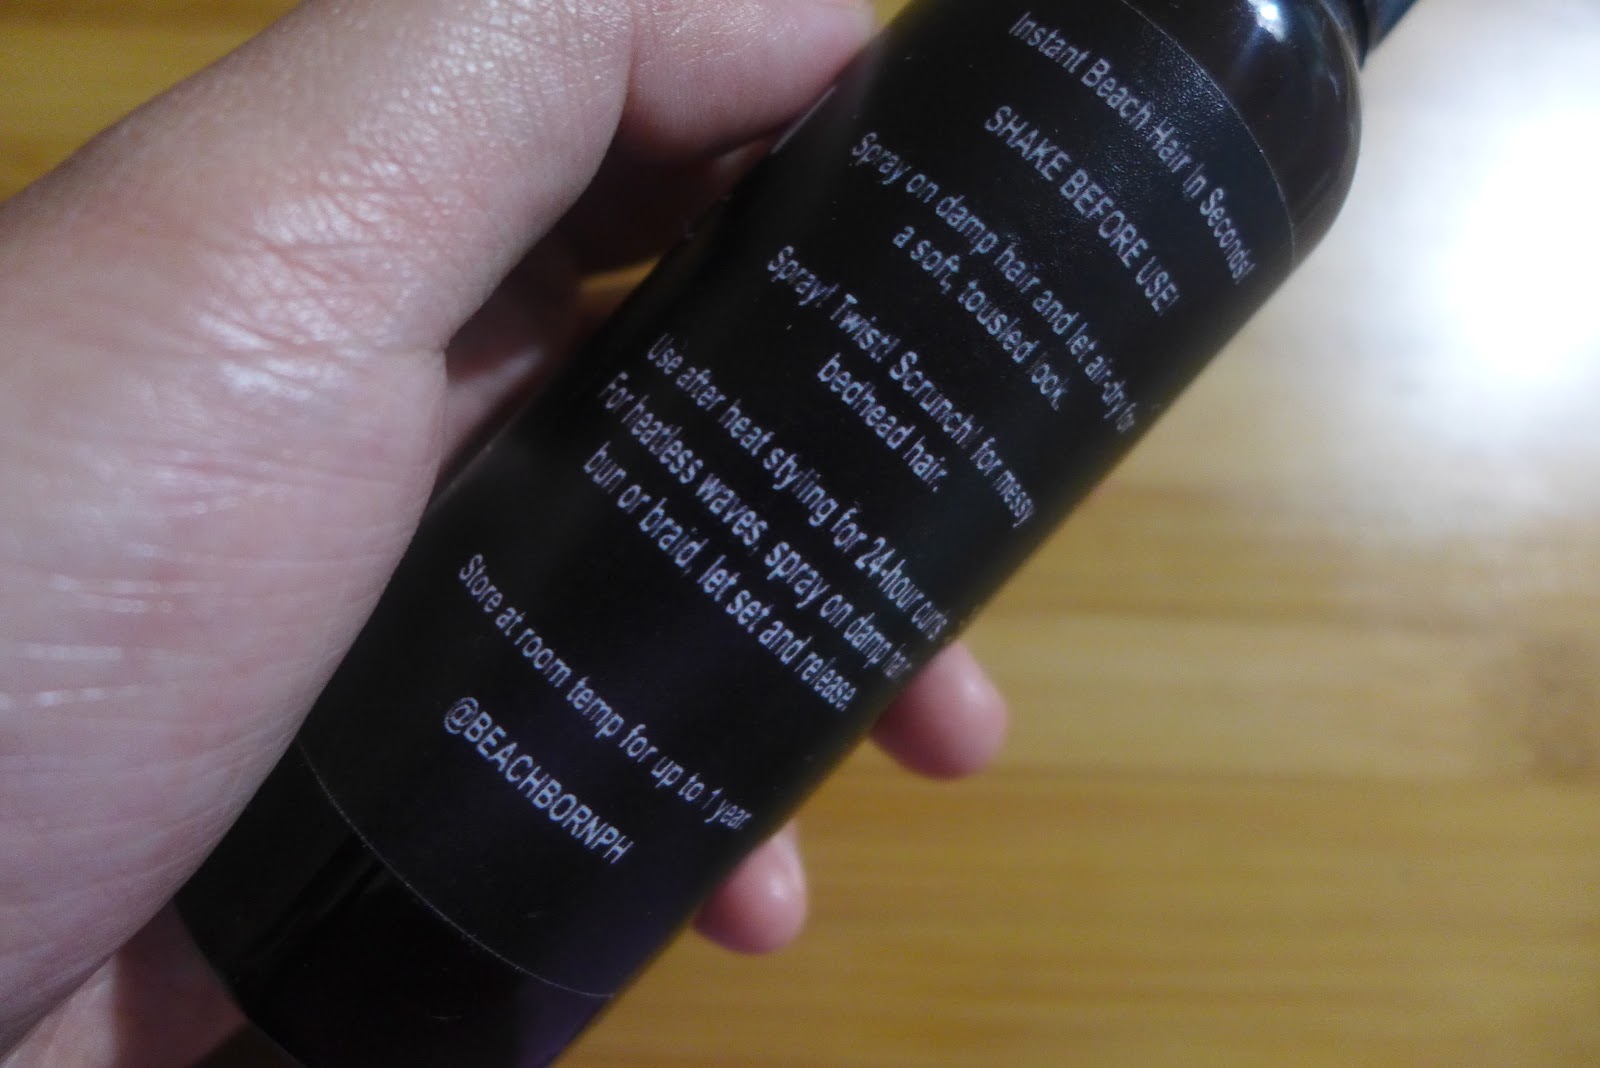 Instant Beach Hair In Seconds!
SHAKE BEFORE USE!
Spray on damp hair and let air-dry for
a soft, tousled look.
Spray! Twist! Scrunch! for messy
bedhead hair.
Use after heat styling for 24-hour curls
For heatless waves, spray on damp hair
bun or braid, let set and release.
Store at room temp for up to 1 year.
@BEACHBORNPH